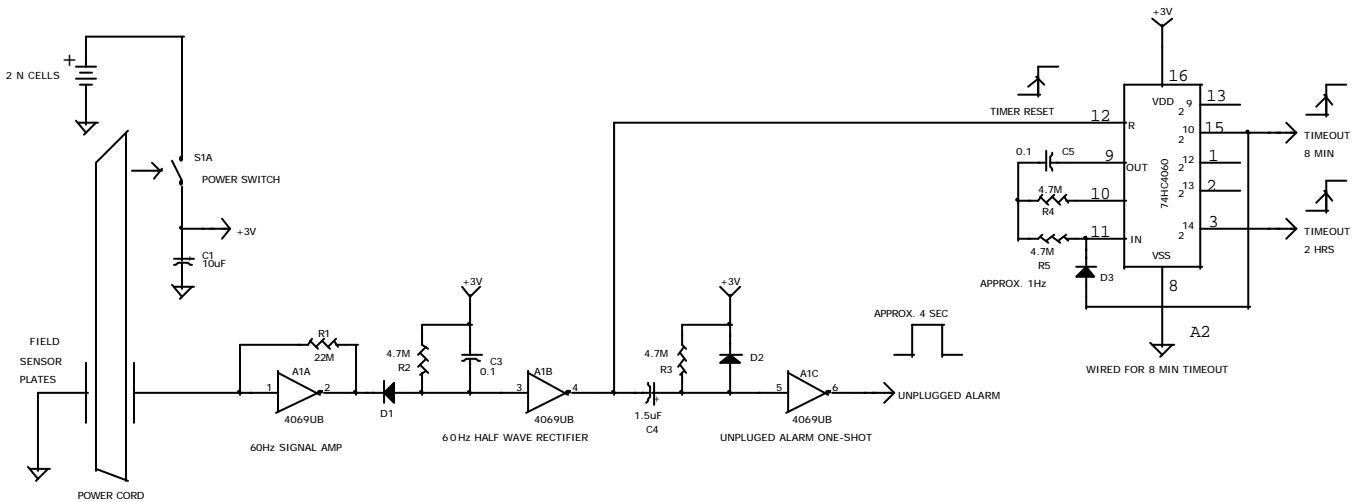 +3V
+
2 N CELLS
S1A
POWER SWITCH
+3V
C1
10uF
FIELD
SENSOR
PLATES
POWER CORD
R1
22M
1
A1A
2
4069UB
60Hz SIGNAL AMP
D1
4.7M
R2
+3V
C3
0.1
3
A1B
4
4069UB
60Hz HALF WAVE RECTIFIER
1.5uF
+
C4
4.7M
R3
+3V
D2
5
A1C
6
4069UB
UNPLUGED ALARM ONE-SHOT
APPROX. 4 SEC
UNPLUGGED ALARM
TIMER RESET
12
R
0.1
C5
9
OUT
4.7M
R4
10
4.7M
R5
11
IN
APPROX. 1Hz
D3
16
VDD
74HC4060
VSS
8
A2
2 9
13
2 10
15
2 12
1
2 13
2
2 14
3
TIMEOUT
8 MIN
TIMEOUT
2 HRS
WIRED FOR 8 MIN TIMEOUT